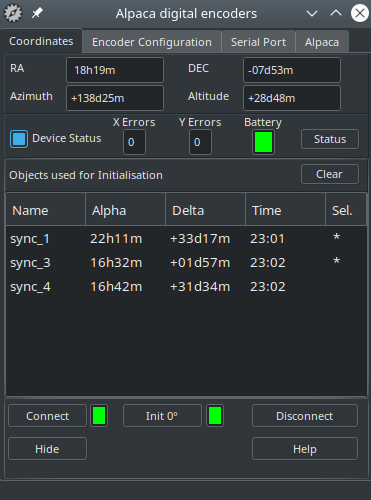 Alpaca digital encoders
Coordinates Encoder Configuration Serial Port Alpaca
RA 18h19m DEC -07d53m
Azimuth +138d25m Altitude +28d48m
X Errors Y Errors Battery
Device Status 0 0 Status
Objects used for Initialisation Clear
Name Alpha Delta Time Sel.
sync_1 22h11m +33d17m 23:01 *
sync_3 16h32m +01d57m 23:02 *
sync_4 16h42m +31d34m 23:02
Connect Init 0° Disconnect
Hide Help